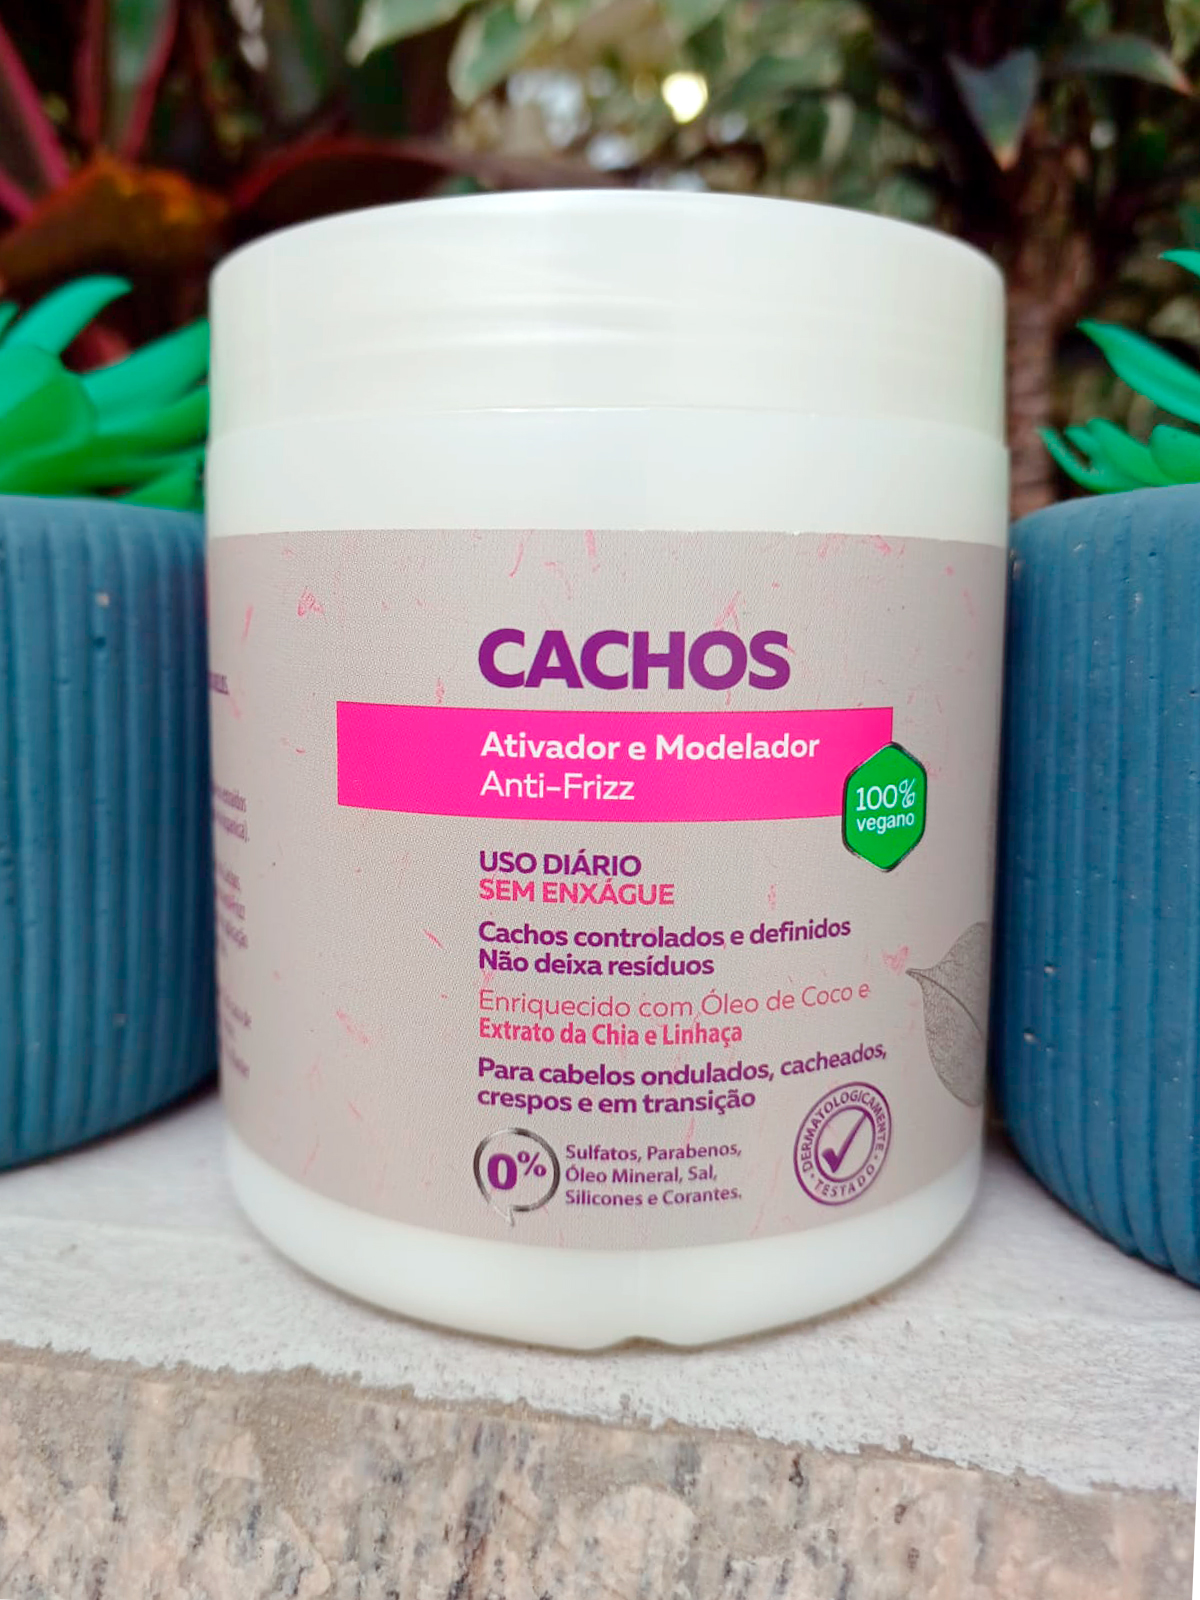 CACHOS
Ativador e Modelador
Anti-Frizz
100%
vegano
USO DIÁRIO
SEM ENXÁGUE
Cachos controlados e definidos
Não deixa resíduos
Enriquecido com Óleo de Coco e
Extrato da Chia e Linhaça
Para cabelos ondulados, cacheados,
crespos e em transição
0%
Sulfatos, Parabenos,
Óleo Mineral, Sal,
Silicones e Corantes.
DERMATOLOGICAMENTE
TESTADO